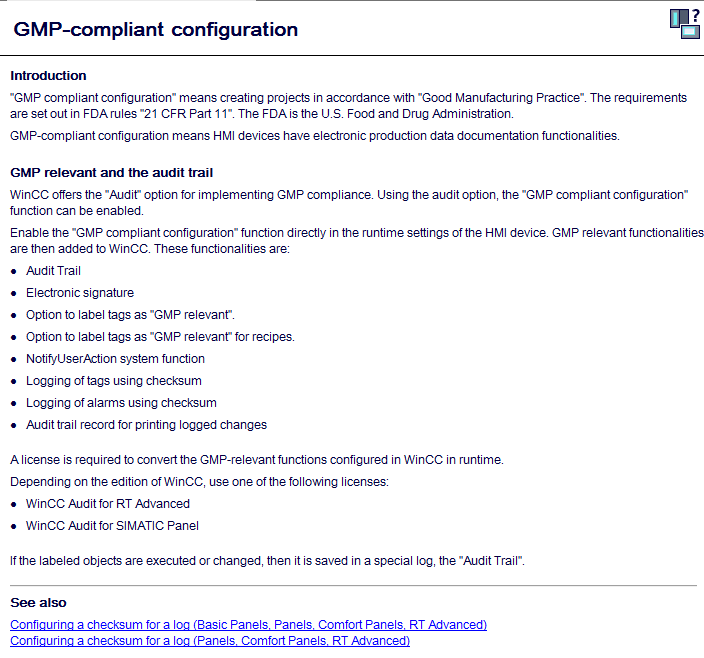 GMP-compliant configuration
?
Introduction
"GMP compliant configuration" means creating projects in accordance with "Good Manufacturing Practice". The requirements
are set out in FDA rules "21 CFR Part 11". The FDA is the U.S. Food and Drug Administration.
GMP-compliant configuration means HMI devices have electronic production data documentation functionalities.
GMP relevant and the audit trail
WinCC offers the "Audit" option for implementing GMP compliance. Using the audit option, the "GMP compliant configuration"
function can be enabled.
Enable the "GMP compliant configuration" function directly in the runtime settings of the HMI device. GMP relevant functionalities
are then added to WinCC. These functionalities are:
● Audit Trail
● Electronic signature
● Option to label tags as "GMP relevant".
● Option to label tags as "GMP relevant" for recipes.
● NotifyUserAction system function
● Logging of tags using checksum
● Logging of alarms using checksum
● Audit trail record for printing logged changes
A license is required to convert the GMP-relevant functions configured in WinCC in runtime.
Depending on the edition of WinCC, use one of the following licenses:
● WinCC Audit for RT Advanced
● WinCC Audit for SIMATIC Panel
If the labeled objects are executed or changed, then it is saved in a special log, the "Audit Trail".
See also
Configuring a checksum for a log (Basic Panels, Panels, Comfort Panels, RT Advanced)
Configuring a checksum for a log (Panels, Comfort Panels, RT Advanced)